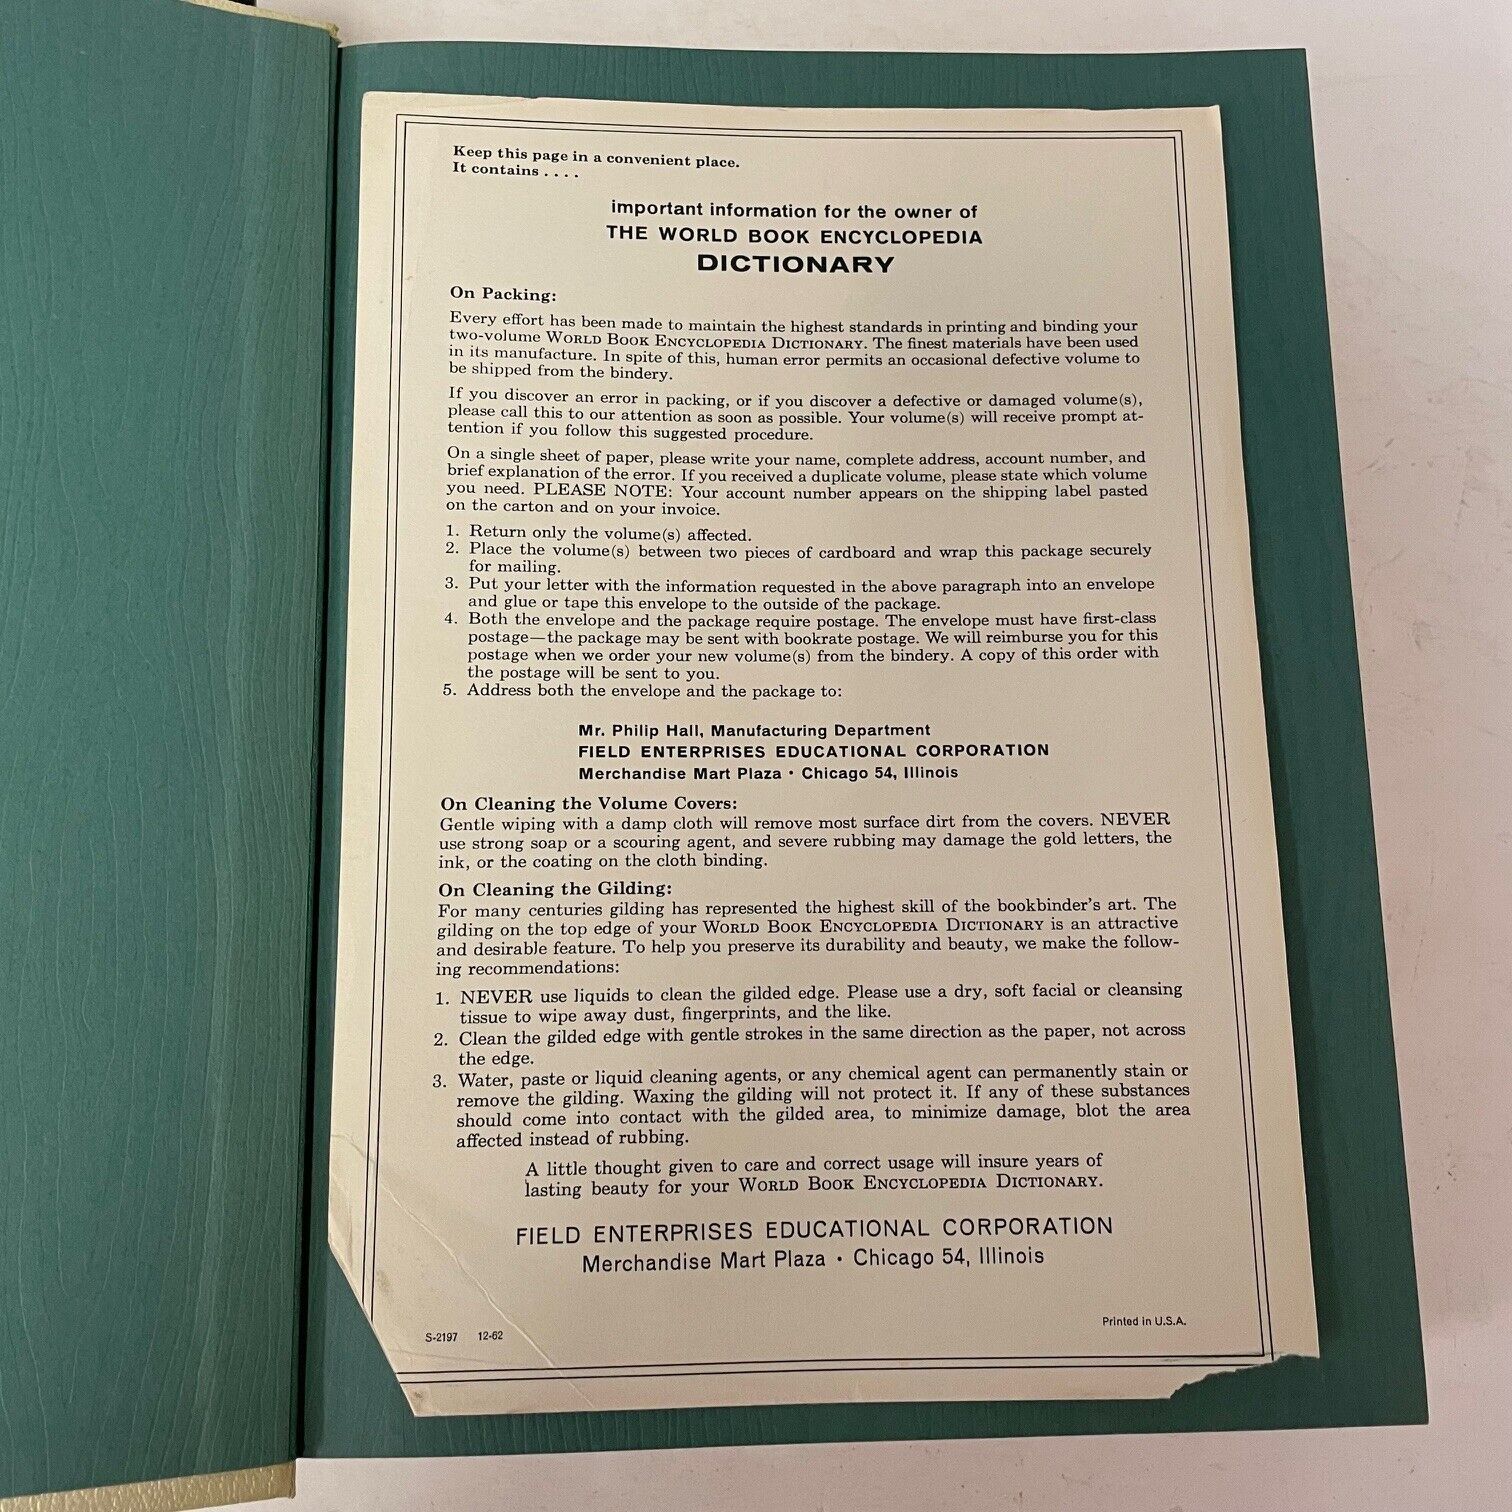 Keep this page in a convenient place.
It contains . . . .
important information for the owner of
THE WORLD BOOK ENCYCLOPEDIA
DICTIONARY
On Packing:
Every effort has been made to maintain the highest standards in printing and binding your
two-volume WORLD BOOK ENCYCLOPEDIA DICTIONARY. The finest materials have been used
in its manufacture. In spite of this, human error permits an occasional defective volume to
be shipped from the bindery.
If you discover an error in packing, or if you discover a defective or damaged volume(s),
please call this to our attention as soon as possible. Your volume(s) will receive prompt at-
tention if you follow this suggested procedure.
On a single sheet of paper, please write your name, complete address, account number, and
brief explanation of the error. If you received a duplicate volume, please state which volume
you need. PLEASE NOTE: Your account number appears on the shipping label pasted
on the carton and on your invoice.
1. Return only the volume(s) affected.
2. Place the volume(s) between two pieces of cardboard and wrap this package securely
for mailing.
3. Put your letter with the information requested in the above paragraph into an envelope
and glue or tape this envelope to the outside of the package.
4. Both the envelope and the package require postage. The envelope must have first-class
postage—the package may be sent with bookrate postage. We will reimburse you for this
postage when we order your new volume(s) from the bindery. A copy of this order with
the postage will be sent to you.
5. Address both the envelope and the package to:
Mr. Philip Hall, Manufacturing Department
FIELD ENTERPRISES EDUCATIONAL CORPORATION
Merchandise Mart Plaza • Chicago 54, Illinois
On Cleaning the Volume Covers:
Gentle wiping with a damp cloth will remove most surface dirt from the covers. NEVER
use strong soap or a scouring agent, and severe rubbing may damage the gold letters, the
ink, or the coating on the cloth binding.
On Cleaning the Gilding:
For many centuries gilding has represented the highest skill of the bookbinder's art. The
gilding on the top edge of your WORLD BOOK ENCYCLOPEDIA DICTIONARY is an attractive
and desirable feature. To help you preserve its durability and beauty, we make the follow-
ing recommendations:
1. NEVER use liquids to clean the gilded edge. Please use a dry, soft facial or cleansing
tissue to wipe away dust, fingerprints, and the like.
2. Clean the gilded edge with gentle strokes in the same direction as the paper, not across
the edge.
3. Water, paste or liquid cleaning agents, or any chemical agent can permanently stain or
remove the gilding. Waxing the gilding will not protect it. If any of these substances
should come into contact with the gilded area, to minimize damage, blot the area
affected instead of rubbing.
A little thought given to care and correct usage will insure years of
lasting beauty for your WORLD BOOK ENCYCLOPEDIA DICTIONARY.
FIELD ENTERPRISES EDUCATIONAL CORPORATION
Merchandise Mart Plaza • Chicago 54, Illinois
S-2197 12-62
Printed in U.S.A.